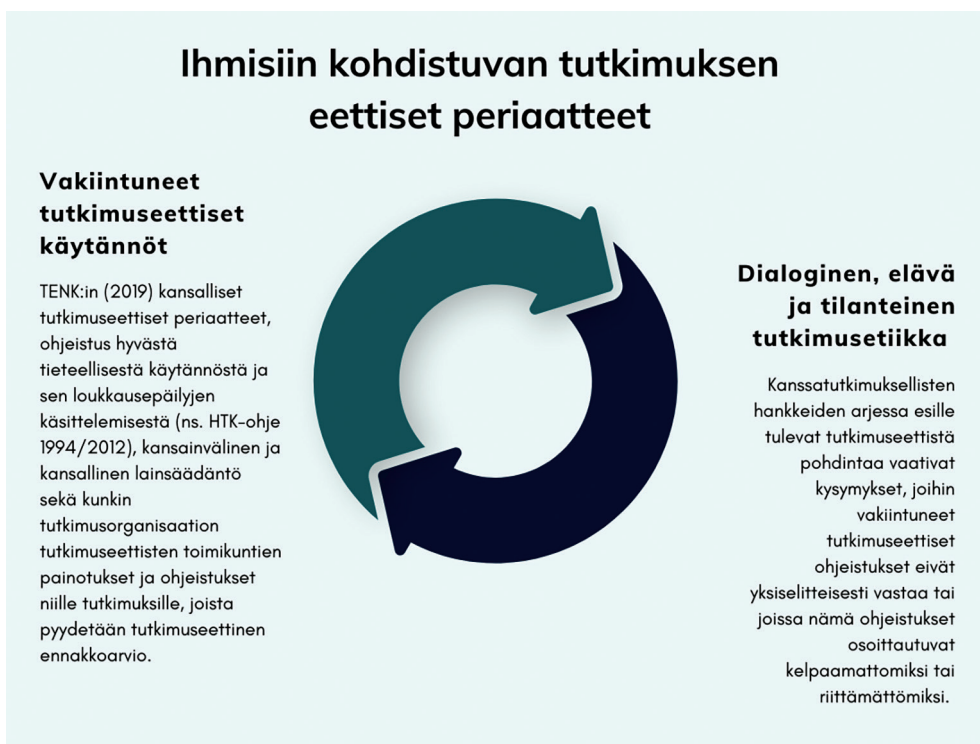 Ihmisiin kohdistuvan tutkimuksen
eettiset periaatteet
Vakiintuneet
tutkimuseettiset
käytännöt
TENK:in (2019) kansalliset
tutkimuseettiset periaatteet,
ohjeistus hyvästä
tieteellisestä käytännöstä ja
sen loukkausepäilyjen
käsittelemisestä (ns. HTK-ohje
1994/2012), kansainvälinen ja
kansallinen lainsäädäntö
sekä kunkin
tutkimusorganisaation
tutkimuseettisten toimikuntien
painotukset ja ohjeistukset
niille tutkimuksille, joista
pyydetään tutkimuseettinen
ennakkoarvio.
Dialoginen, elävä
ja tilanteinen
tutkimusetiikka
Kanssatutkimuksellisten
hankkeiden arjessa esille
tulevat tutkimuseettistä
pohdintaa vaativat
kysymykset, joihin
vakiintuneet
tutkimuseettiset
ohjeistukset eivät
yksiselitteisesti vastaa tai
joissa nämä ohjeistukset
osoittautuvat
kelpaamattomiksi tai
riittämättömiksi.